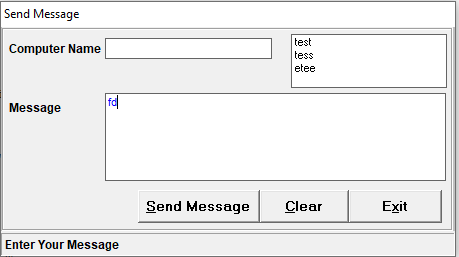 Send Message
Computer Name
test
tess
etee
Message
fd
Send Message
Clear
Exit
Enter Your Message